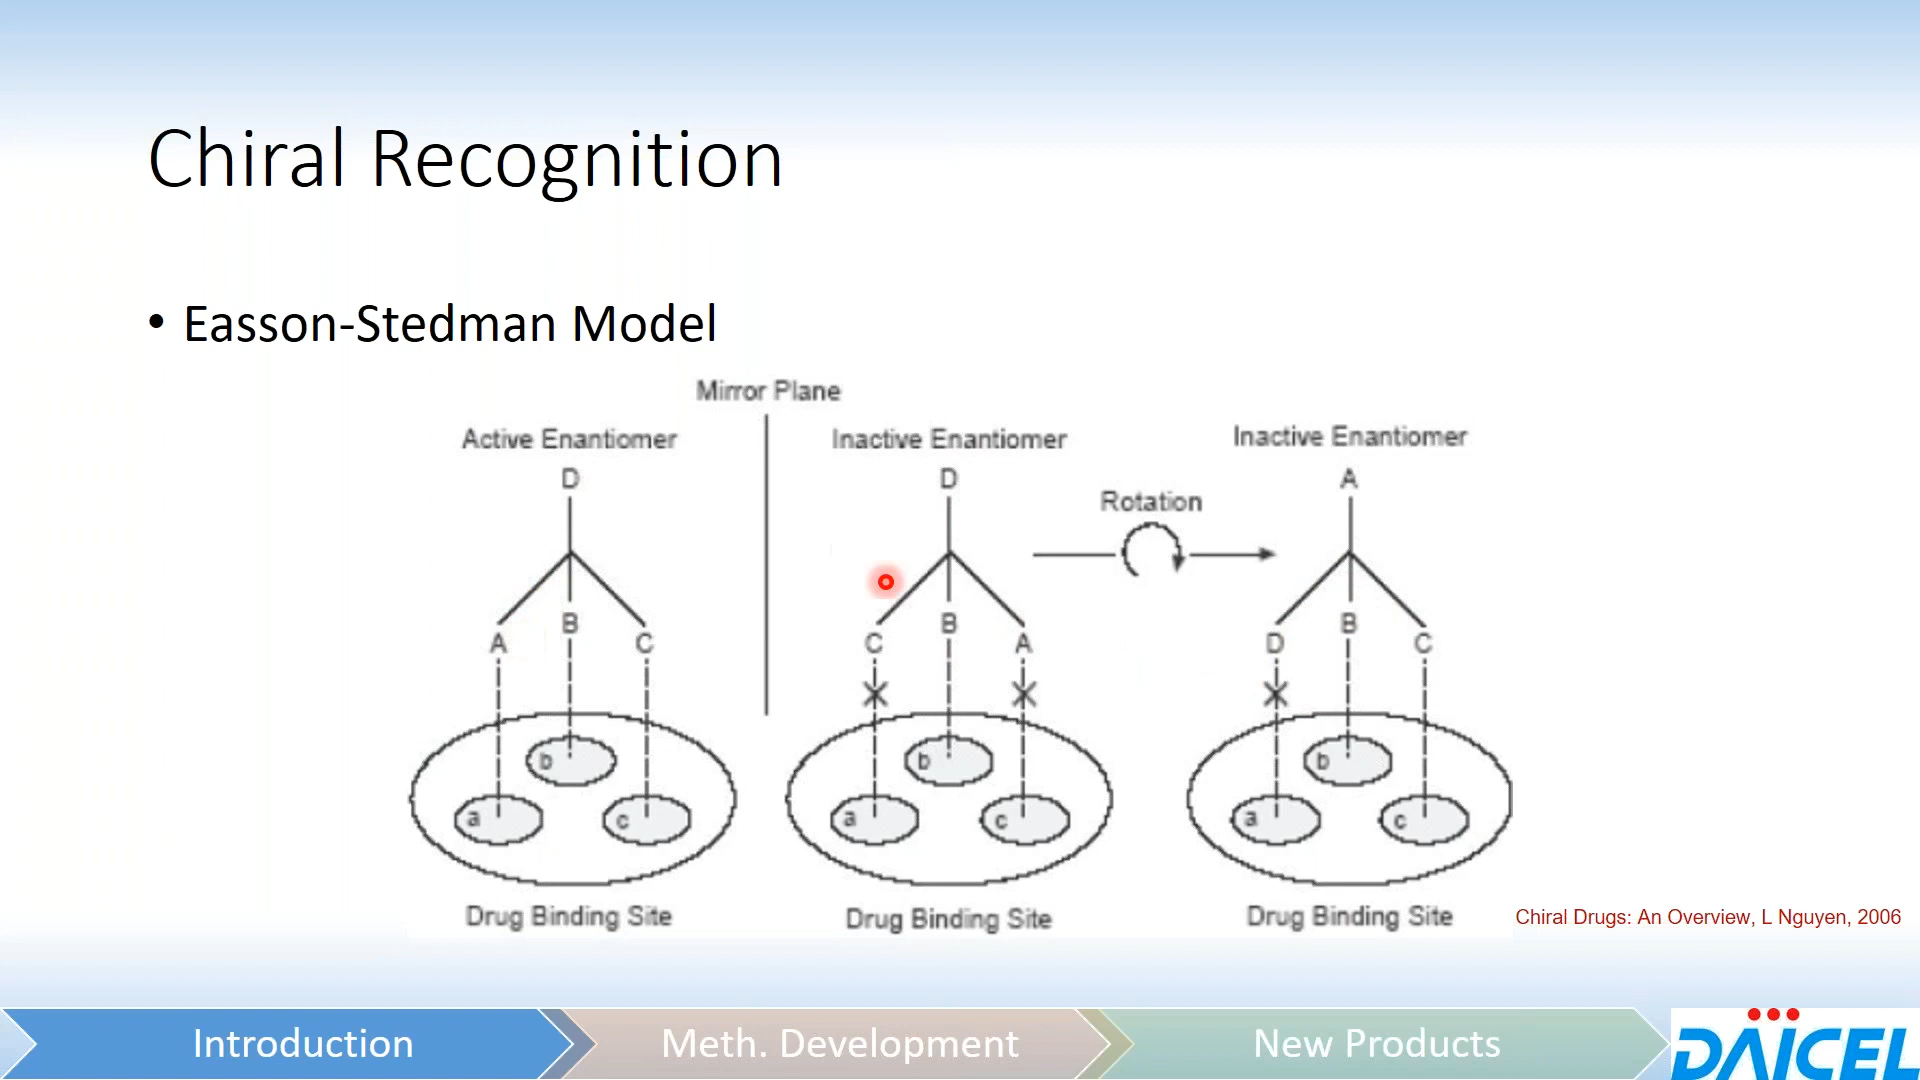 Chiral Recognition
• Easson-Stedman Model
Mirror Plane
Active Enantiomer
Inactive Enantiomer
Inactive Enantiomer
D
D
A
Rotation
A
B
C
C
B
A
D
B
C
b
a
c
b
a
c
b
a
c
Drug Binding Site
Drug Binding Site
Drug Binding Site
Chiral Drugs: An Overview, L Nguyen, 2006
Introduction
Meth. Development
New Products
DAICEL